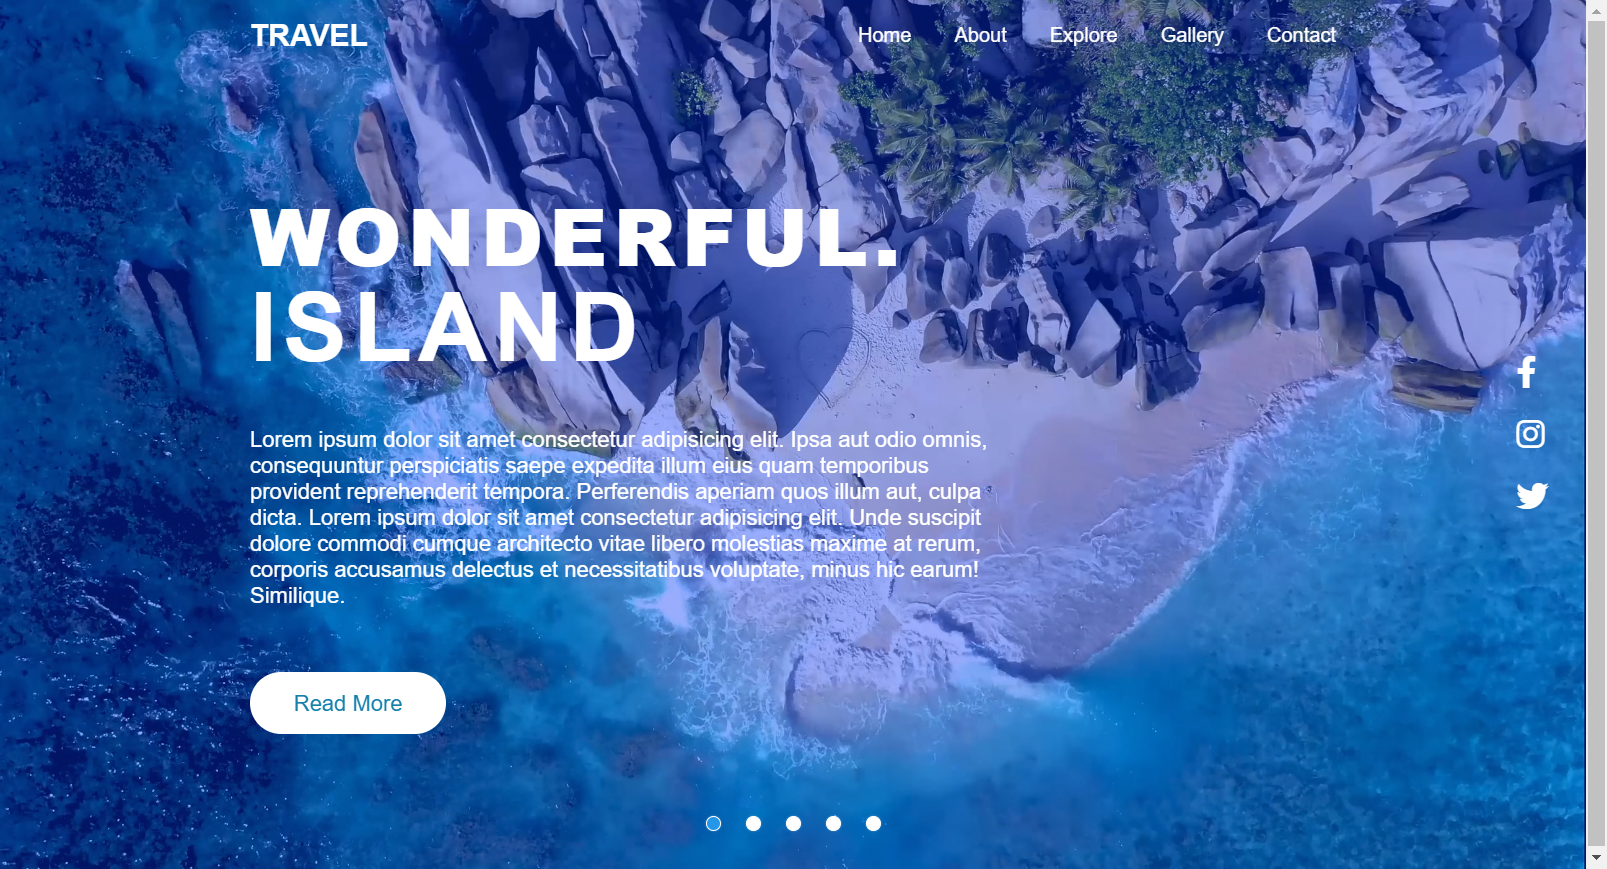 TRAVEL
Home About Explore Gallery Contact
WONDERFUL.
ISLAND
Lorem ipsum dolor sit amet consectetur adipisicing elit. Ipsa aut odio omnis,
consequuntur perspiciatis saepe expedita illum eius quam temporibus
provident reprehenderit tempora. Perferendis aperiam quos illum aut, culpa
dicta. Lorem ipsum dolor sit amet consectetur adipisicing elit. Unde suscipit
dolore commodi cumque architecto vitae libero molestias maxime at rerum,
corporis accusamus delectus et necessitatibus voluptate, minus hic earum!
Similique.
Read More